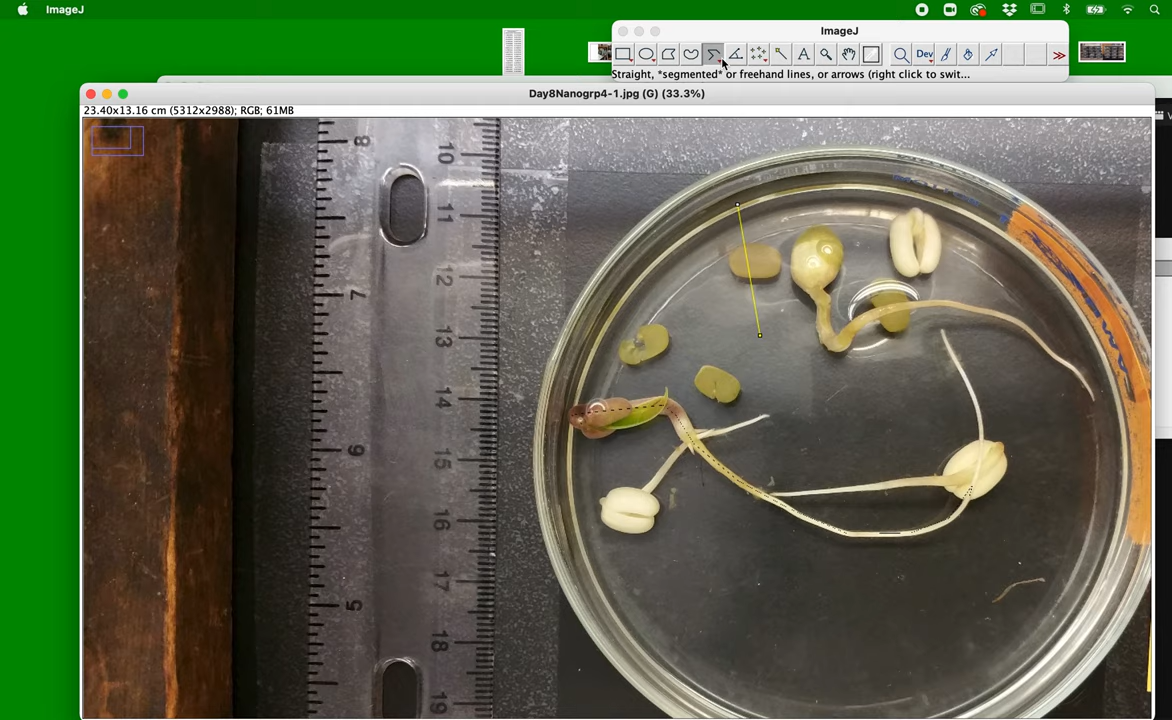 ImageJ
ImageJ
Dev
Straight, *segmented* or freehand lines, or arrows (right click to swit...
Day8Nanogrp4-1.jpg (G) (33.3%)
23.40x13.16 cm (5312x2988); RGB; 61MB
8
7
6
5
10
11
12
13
14
15
16
17
18
19